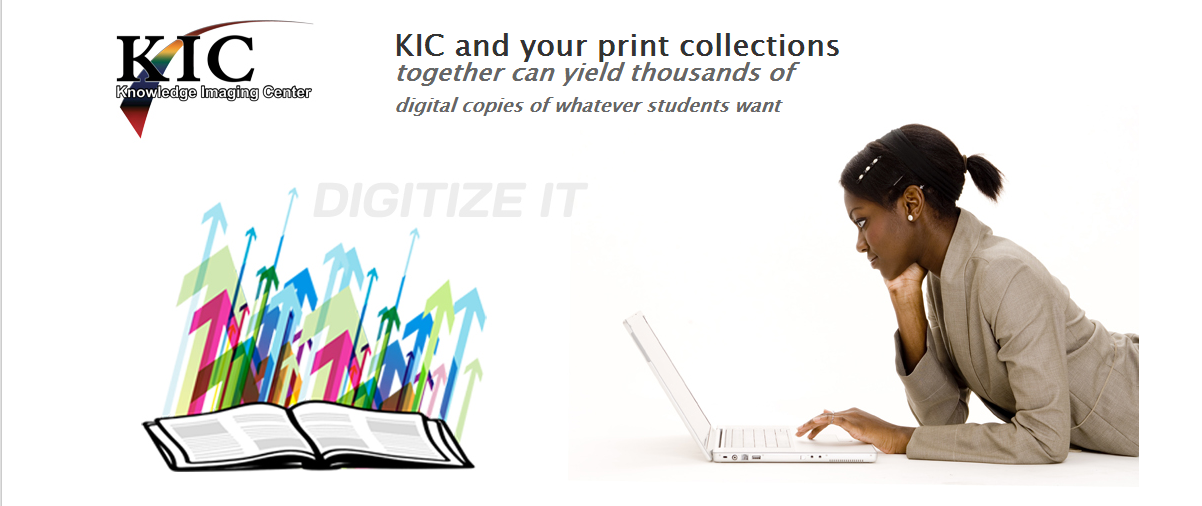 KIC
Knowledge Imaging Center
KIC and your print collections
together can yield thousands of
digital copies of whatever students want
DIGITIZE IT